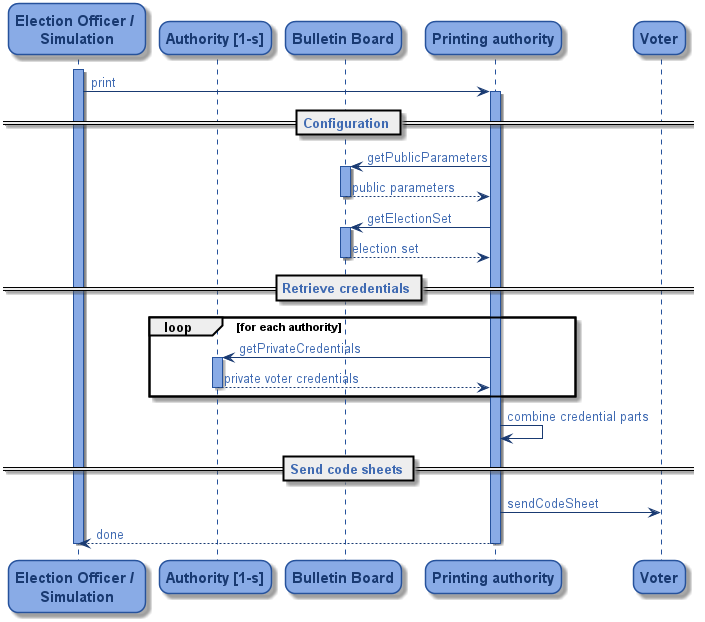 Election Officer /
Simulation
Authority [1-s]
Bulletin Board
Printing authority
Voter
print
Configuration
getPublicParameters
public parameters
getElectionSet
election set
Retrieve credentials
loop [for each authority]
getPrivateCredentials
private voter credentials
combine credential parts
Send code sheets
sendCodeSheet
done
Election Officer /
Simulation
Authority [1-s]
Bulletin Board
Printing authority
Voter